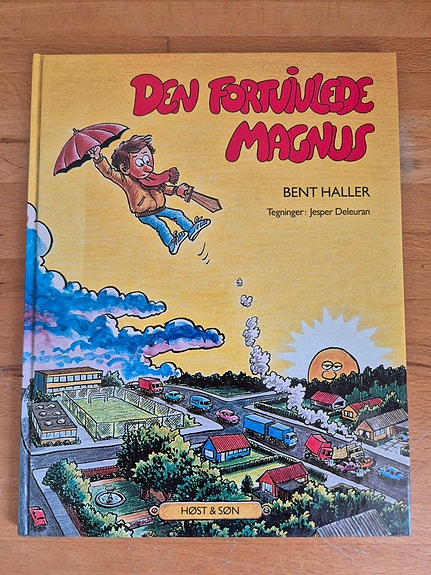 DEN FORTVIVLEDE
MAGNUS
BENT HALLER
Tegninger: Jesper Deleuran
HØST & SØN